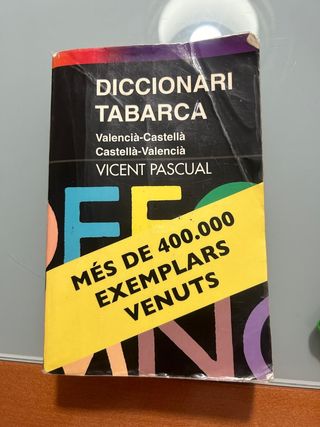 DICCIONARI
TABARCA
Valencià-Castellà
Castellà-Valencià
VICENT PASCUAL
MÉS DE 400.000
EXEMPLARS
VENUTS